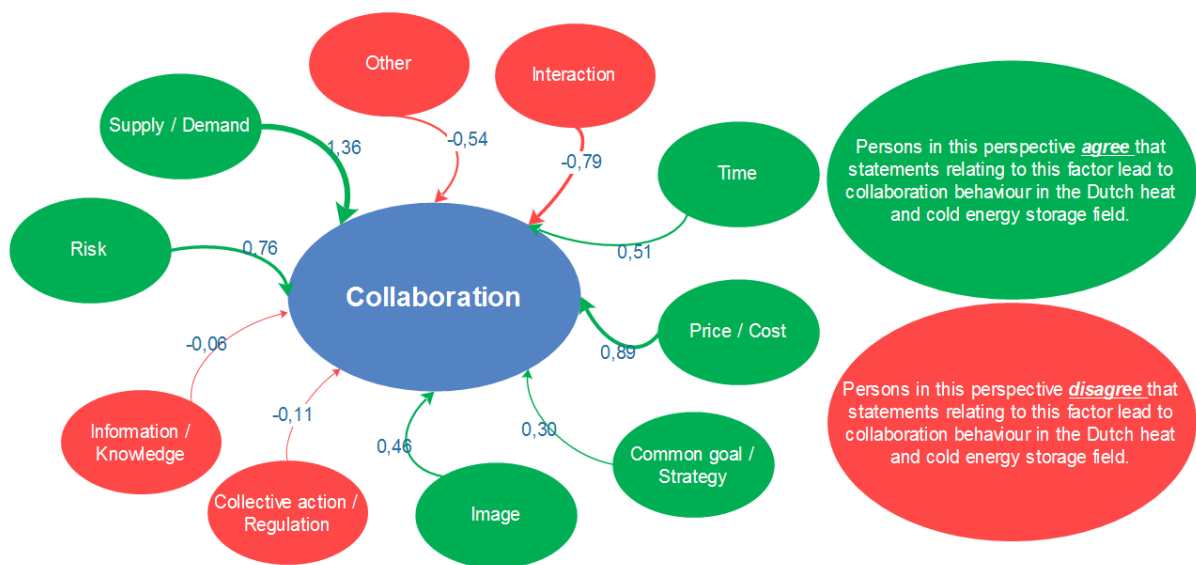 Other
Interaction
Supply / Demand
1,36
-0,54
-0,79
Time
Risk
0,76
0,51
Collaboration
Price / Cost
0,89
-0,06
-0,11
0,46
0,30
Information /
Knowledge
Collective action /
Regulation
Image
Common goal /
Strategy
Persons in this perspective agree that
statements relating to this factor lead to
collaboration behaviour in the Dutch heat
and cold energy storage field.
Persons in this perspective disagree that
statements relating to this factor lead to
collaboration behaviour in the Dutch heat
and cold energy storage field.